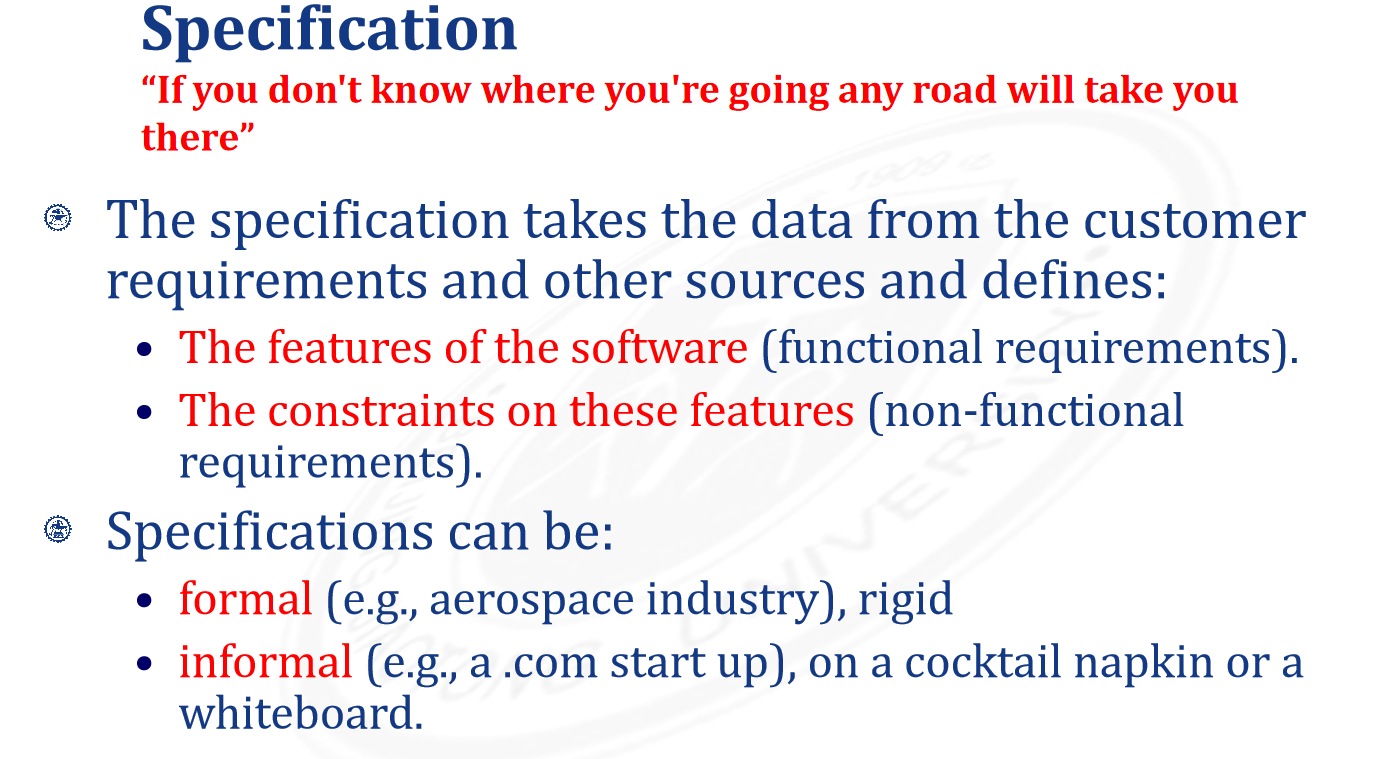 Specification
“If you don't know where you're going any road will take you
there”
The specification takes the data from the customer
requirements and other sources and defines:
• The features of the software (functional requirements).
• The constraints on these features (non-functional
requirements).
Specifications can be:
• formal (e.g., aerospace industry), rigid
• informal (e.g., a .com start up), on a cocktail napkin or a
whiteboard.